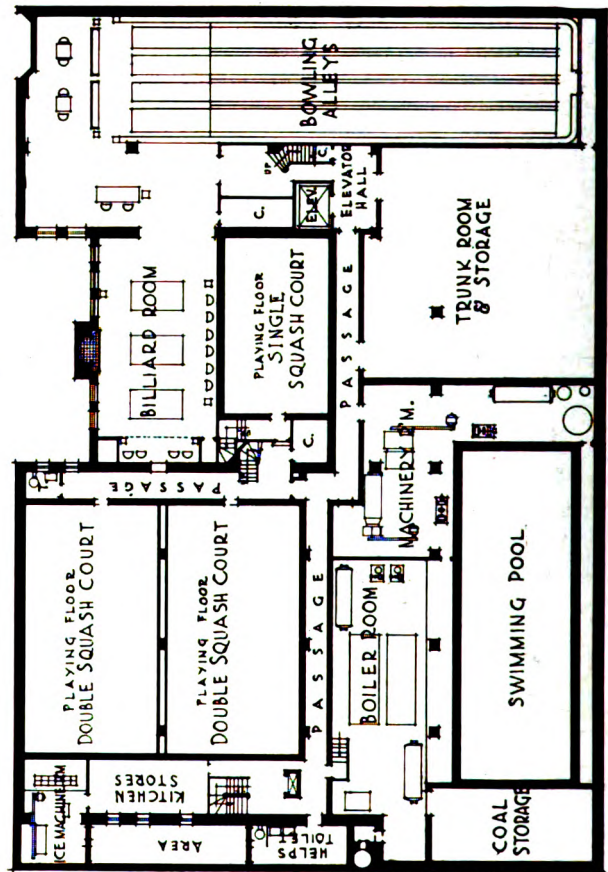 BOWLING
ALLEYS
UP
C.
ELEV.
ELEVATOR
HALL
C.
TRUNK ROOM
& STORAGE
BILLIARD ROOM
PLAYING FLOOR
SINGLE
SQUASH COURT
PASSAGE
C.
MACHINERY RM.
PASSAGE
PLAYING FLOOR
DOUBLE SQUASH COURT
PLAYING FLOOR
DOUBLE SQUASH COURT
PASSAGE
BOILER ROOM
SWIMMING POOL
KITCHEN
STORES
ICE MACHINE RM
AREA
HELPS
TOILET
COAL
STORAGE